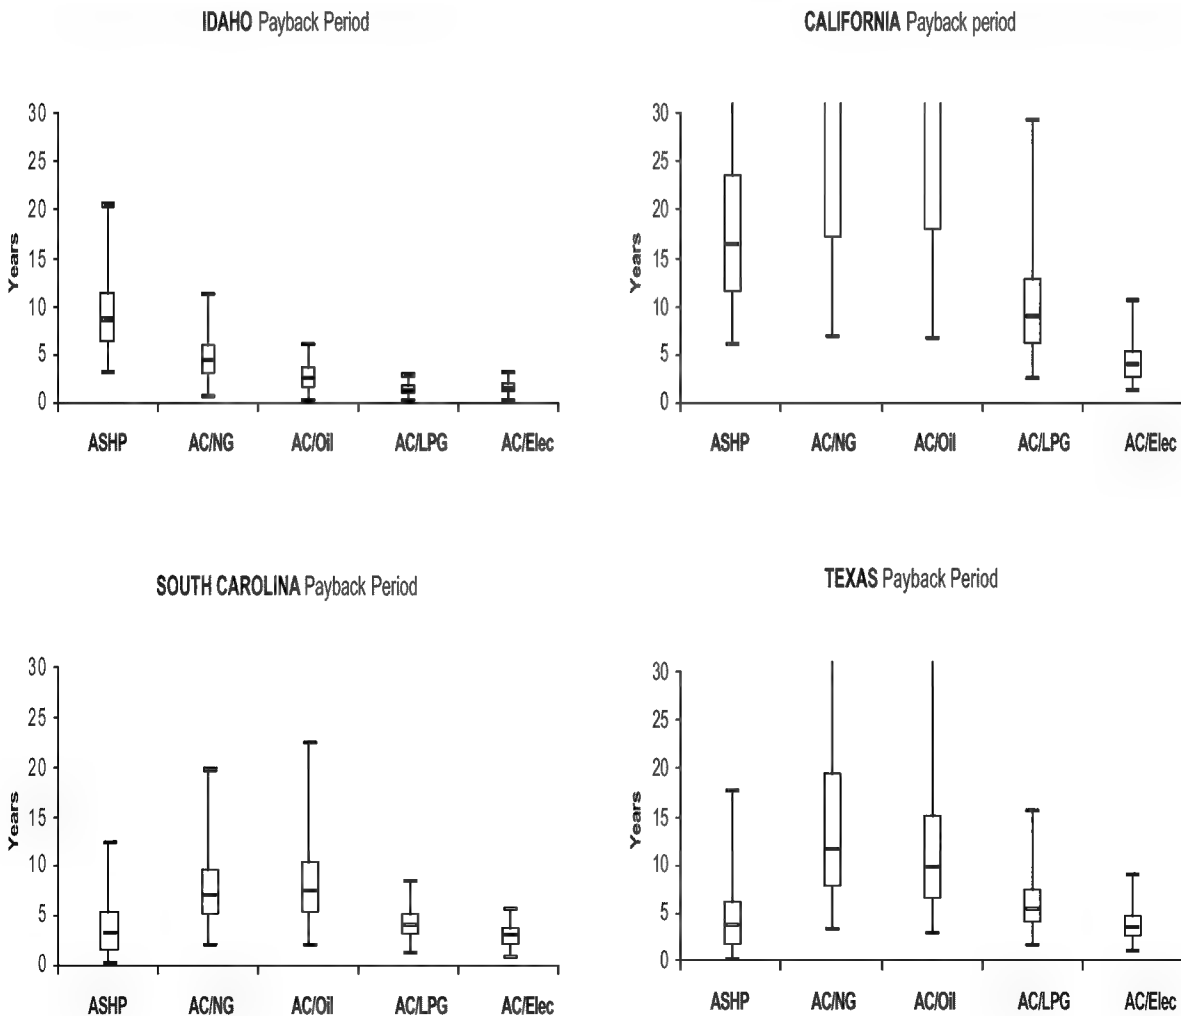 IDAHO Payback Period
30
25
20
15
10
5
0
Years
ASHP AC/NG AC/Oil AC/LPG AC/Elec
CALIFORNIA Payback period
30
25
20
15
10
5
0
Years
ASHP AC/NG AC/Oil AC/LPG AC/Elec
SOUTH CAROLINA Payback Period
30
25
20
15
10
5
0
Years
ASHP AC/NG AC/Oil AC/LPG AC/Elec
TEXAS Payback Period
30
25
20
15
10
5
0
Years
ASHP AC/NG AC/Oil AC/LPG AC/Elec